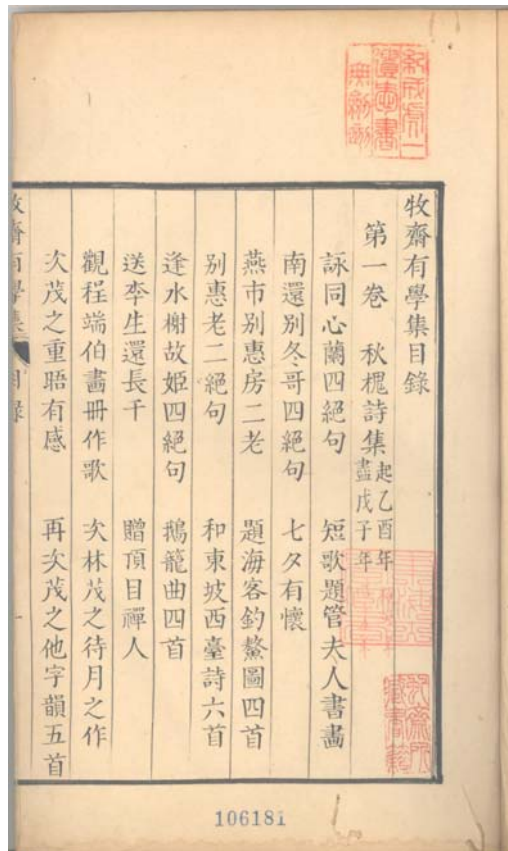 牧齋有學集目錄
第一卷　秋槐詩集起乙酉年盡戊子年
詠同心蘭四絕句　短歌題管夫人書畫
南還別冬哥四絕句　七夕有懷
燕市別惠房二老　題海客釣鰲圖四首
別惠老二絕句　和東坡西臺詩六首
逢水榭故姬四絕句　鵝籠曲四首
送李生還長千　贈頂目禪人
觀程端伯畫冊作歌　次林茂之待月之作
次茂之重晤有感　再次茂之他字韻五首
牧齋有學集　目錄
一
106181